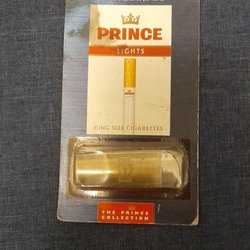 PRINCE
LIGHTS
KING SIZE CIGARETTES
THE PRINCE
COLLECTION